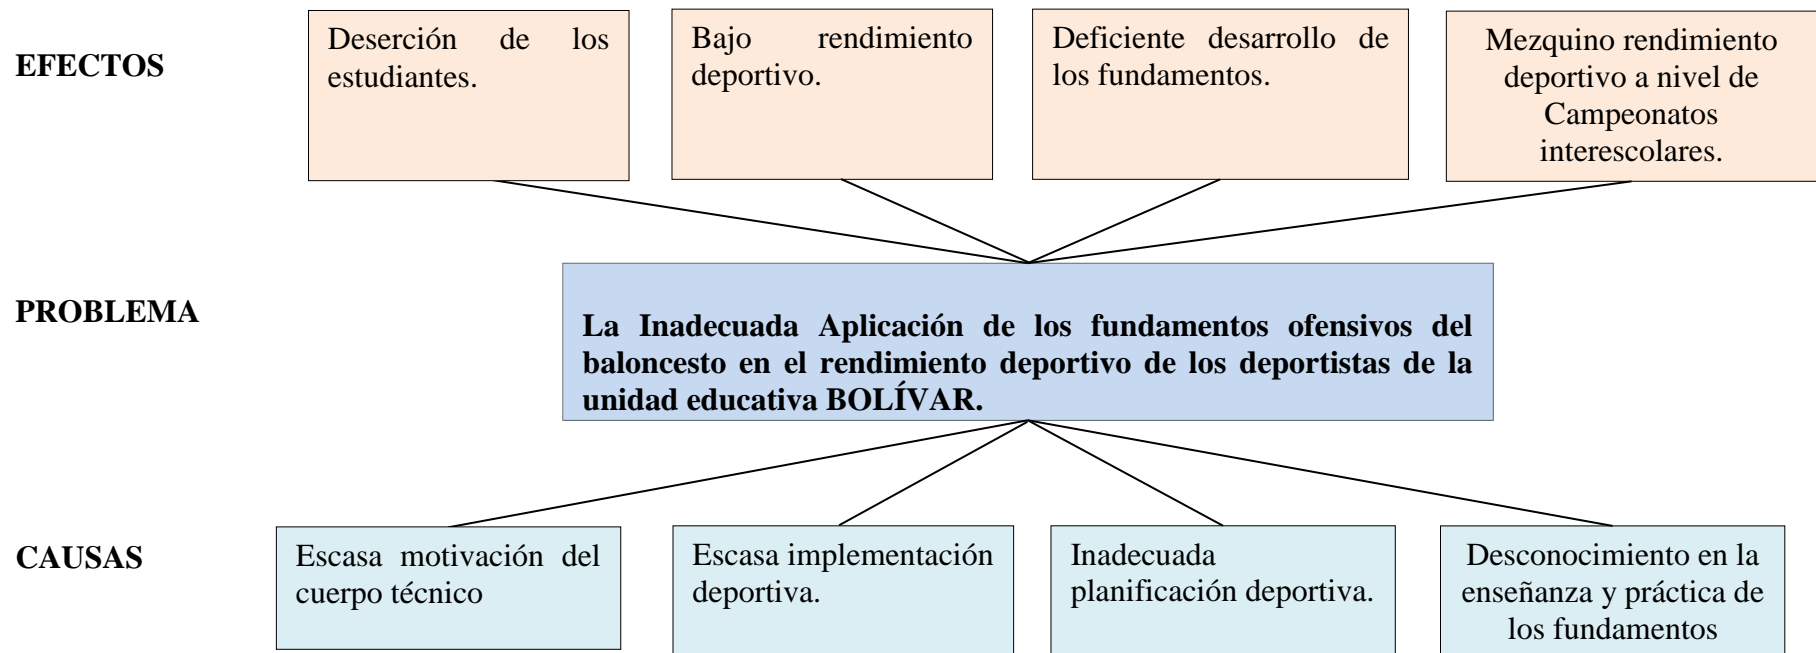 EFECTOS
Deserción de los
estudiantes.
Bajo rendimiento
deportivo.
Deficiente desarrollo de
los fundamentos.
Mezquino rendimiento
deportivo a nivel de
Campeonatos
interescolares.
PROBLEMA
La Inadecuada Aplicación de los fundamentos ofensivos del
baloncesto en el rendimiento deportivo de los deportistas de la
unidad educativa BOLÍVAR.
CAUSAS
Escasa motivación del
cuerpo técnico
Escasa implementación
deportiva.
Inadecuada
planificación deportiva.
Desconocimiento en la
enseñanza y práctica de
los fundamentos